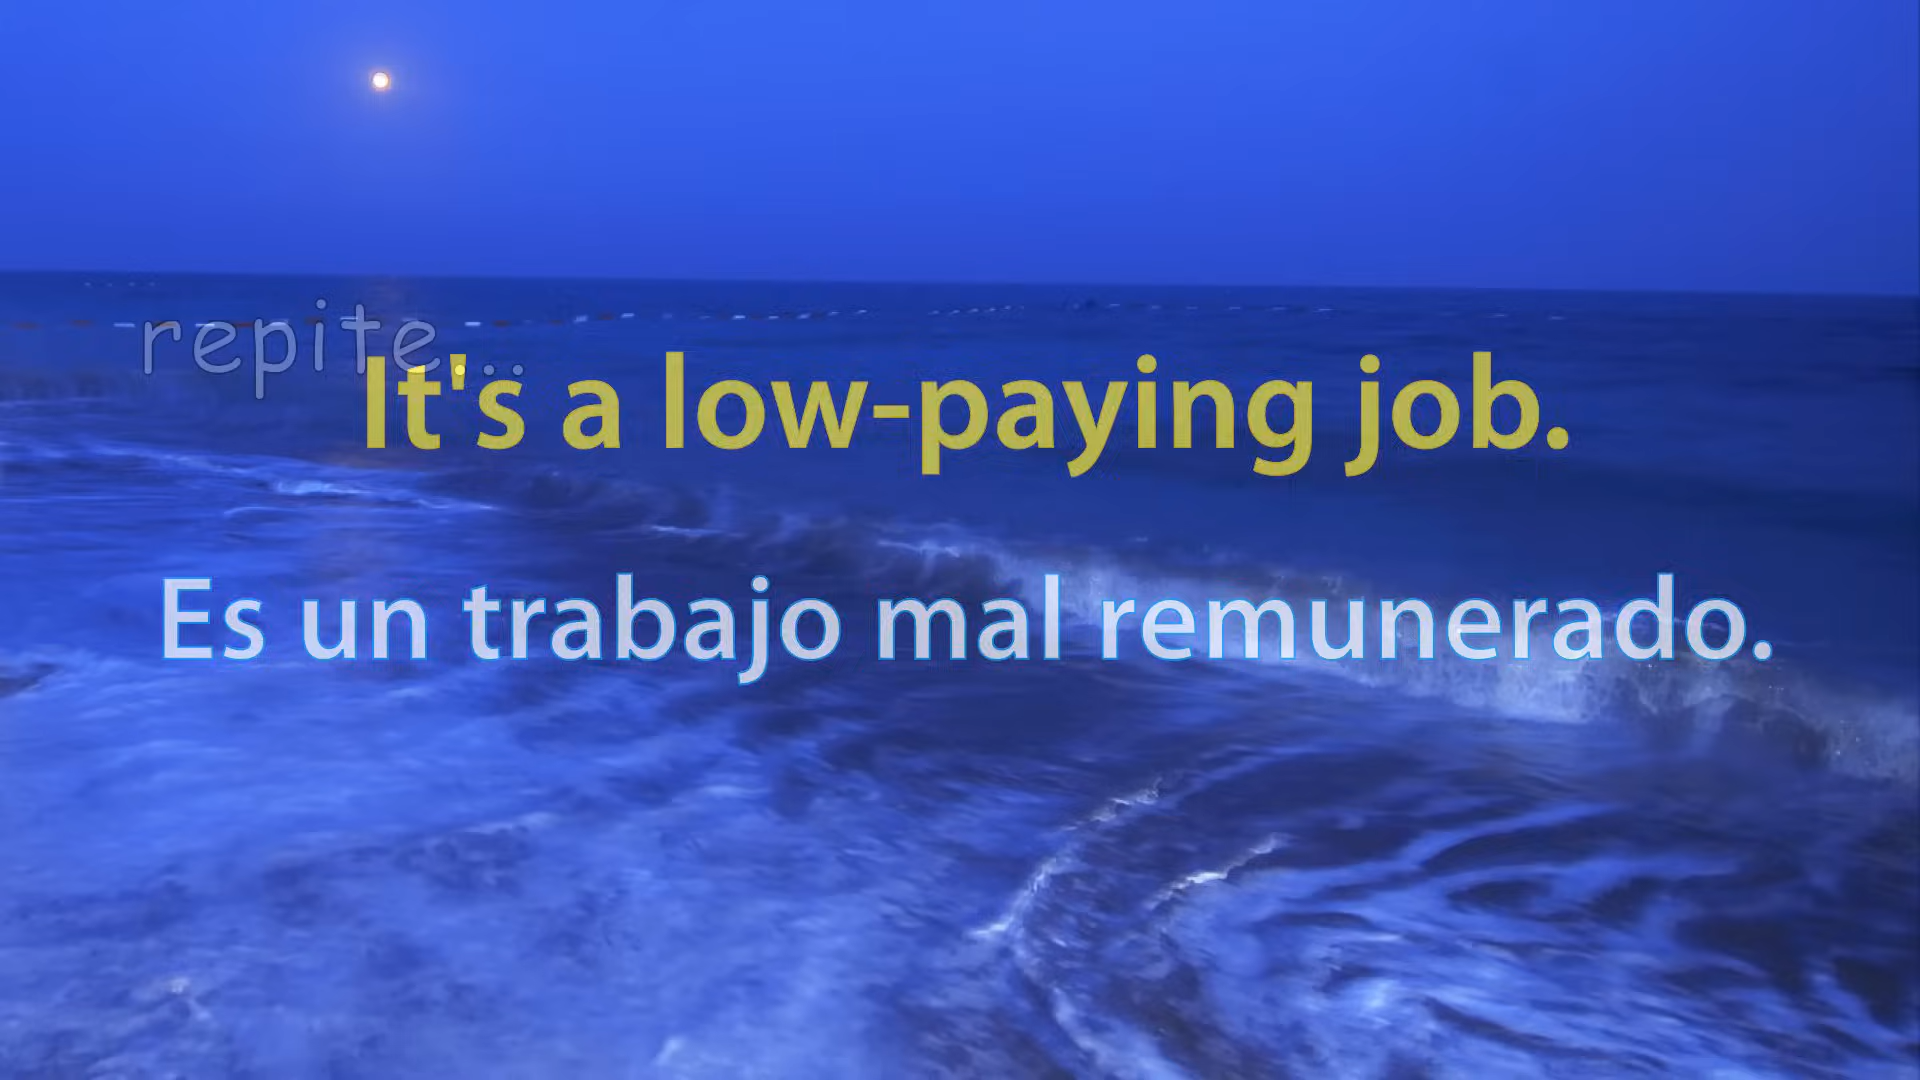 repite...
It's a low-paying job.
Es un trabajo mal remunerado.